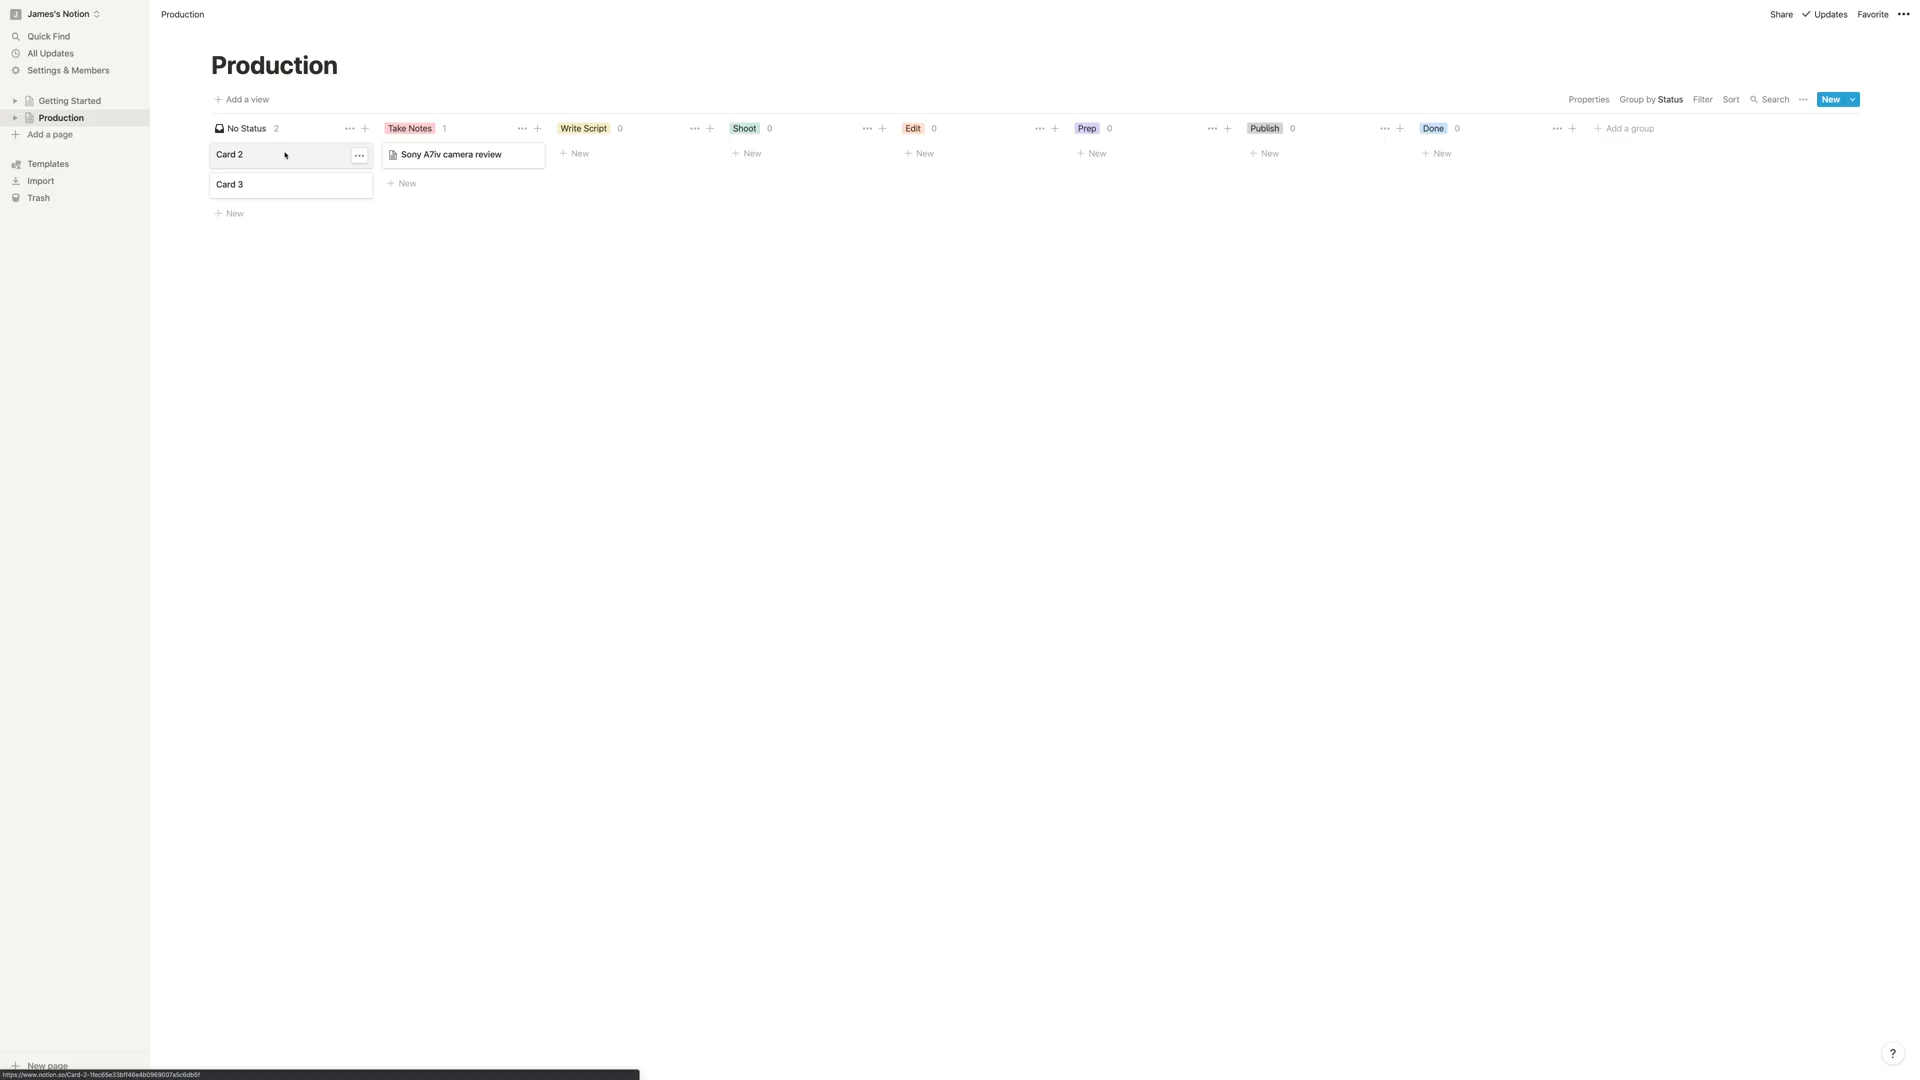 J James's Notion
Quick Find
All Updates
Settings & Members
Getting Started
Production
Add a page
Templates
Import
Trash
New page
Production
Share Updates Favorite •••
Production
+ Add a view
Properties Group by Status Filter Sort Search ••• New
No Status 2 ••• +
Card 2 •••
Card 3
+ New
Take Notes 1 ••• +
Sony A7iv camera review
+ New
Write Script 0 ••• +
+ New
Shoot 0 ••• +
+ New
Edit 0 ••• +
+ New
Prep 0 ••• +
+ New
Publish 0 ••• +
+ New
Done 0 ••• +
+ New
+ Add a group
?